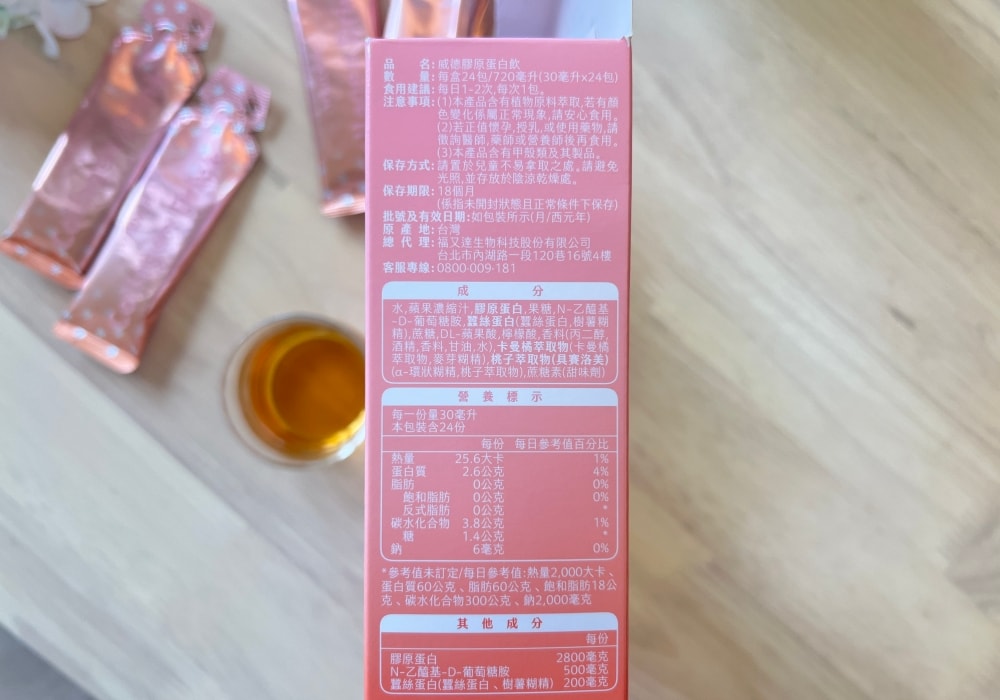 品名:威德膠原蛋白飲
數量:每盒24包/720毫升(30毫升x24包)
食用建議:每日1~2次,每次1包。
注意事項:(1)本產品含有植物原料萃取,若有顏
色變化係屬正常現象,請安心食用。
(2)若正值懷孕,授乳,或使用藥物,請
徵詢醫師,藥師或營養師後再食用。
(3)本產品含有甲殼類及其製品。
保存方式:請置於兒童不易拿取之處。請避免
光照,並存放於陰涼乾燥處。
保存期限:18個月
(係指未開封狀態且正常條件下保存)
批號及有效日期:如包裝所示(月/西元年)
原產地:台灣
總代理:福又達生物科技股份有限公司
台北市內湖路一段120巷16號4樓
客服專線:0800-009-181
成分
水,蘋果濃縮汁,膠原蛋白,果糖,N-乙醯基
-D-葡萄糖胺,蠶絲蛋白(蠶絲蛋白,樹薯糊
精),蔗糖,DL-蘋果酸,檸檬酸,香料(丙二醇,
酒精,香料,甘油,水),卡曼橘萃取物(卡曼橘
萃取物,麥芽糊精),桃子萃取物(貝賽洛美)
(α-環狀糊精,桃子萃取物),蔗糖素(甜味劑)
營養標示
每一份量30毫升
本包裝含24份
每份 每日參考值百分比
熱量 25.6大卡 1%
蛋白質 2.6公克 4%
脂肪 0公克 0%
飽和脂肪 0公克 0%
反式脂肪 0公克 *
碳水化合物 3.8公克 1%
糖 1.4公克 *
鈉 6毫克 0%
*參考值未訂定/每日參考值:熱量2,000大卡、
蛋白質60公克、脂肪60公克、飽和脂肪18公
克、碳水化合物300公克、鈉2,000毫克
其他成分
每份
膠原蛋白 2800毫克
N-乙醯基-D-葡萄糖胺 500毫克
蠶絲蛋白(蠶絲蛋白、樹薯糊精) 200毫克